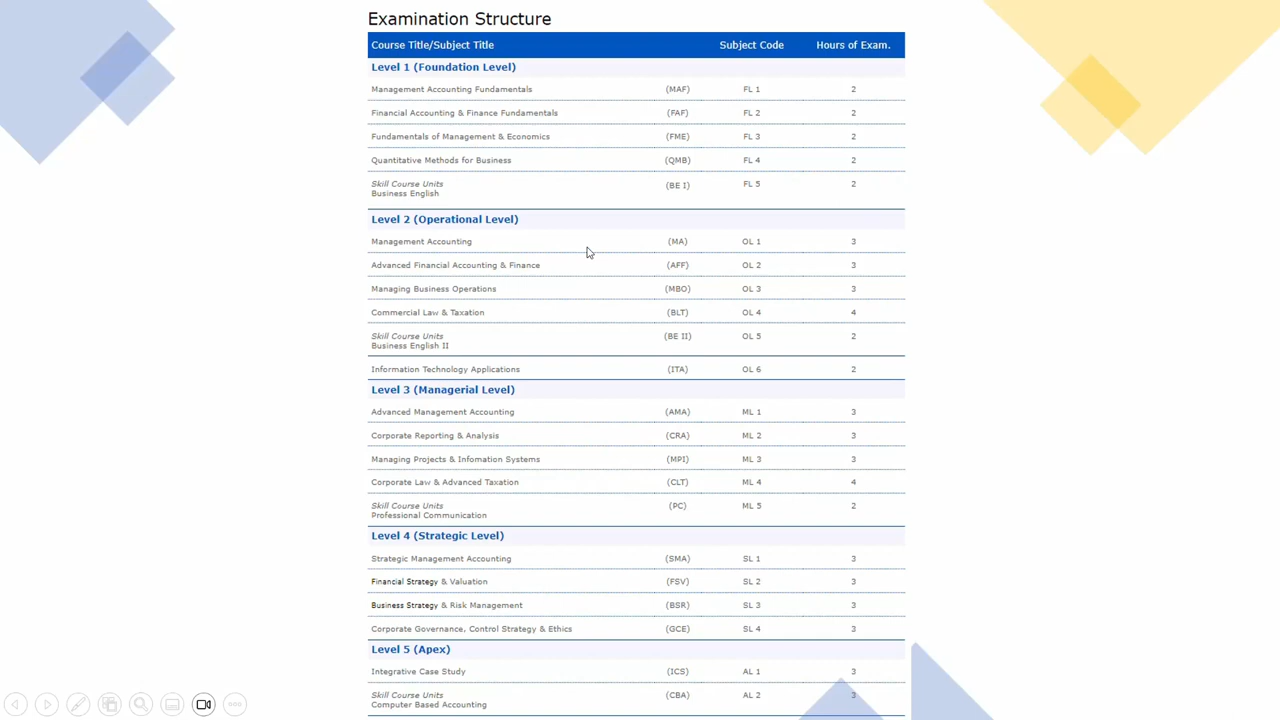 Examination Structure
Course Title/Subject Title Subject Code Hours of Exam.
Level 1 (Foundation Level)
Management Accounting Fundamentals (MAF) FL 1 2
Financial Accounting & Finance Fundamentals (FAF) FL 2 2
Fundamentals of Management & Economics (FME) FL 3 2
Quantitative Methods for Business (QMB) FL 4 2
Skill Course Units
Business English (BE I) FL 5 2
Level 2 (Operational Level)
Management Accounting (MA) OL 1 3
Advanced Financial Accounting & Finance (AFF) OL 2 3
Managing Business Operations (MBO) OL 3 3
Commercial Law & Taxation (BLT) OL 4 4
Skill Course Units (BE II) OL 5 2
Business English II
Information Technology Applications (ITA) OL 6 2
Level 3 (Managerial Level)
Advanced Management Accounting (AMA) ML 1 3
Corporate Reporting & Analysis (CRA) ML 2 3
Managing Projects & Infomation Systems (MPI) ML 3 3
Corporate Law & Advanced Taxation (CLT) ML 4 4
Skill Course Units (PC) ML 5 2
Professional Communication
Level 4 (Strategic Level)
Strategic Management Accounting (SMA) SL 1 3
Financial Strategy & Valuation (FSV) SL 2 3
Business Strategy & Risk Management (BSR) SL 3 3
Corporate Governance, Control Strategy & Ethics (GCE) SL 4 3
Level 5 (Apex)
Integrative Case Study (ICS) AL 1 3
Skill Course Units (CBA) AL 2 3
Computer Based Accounting